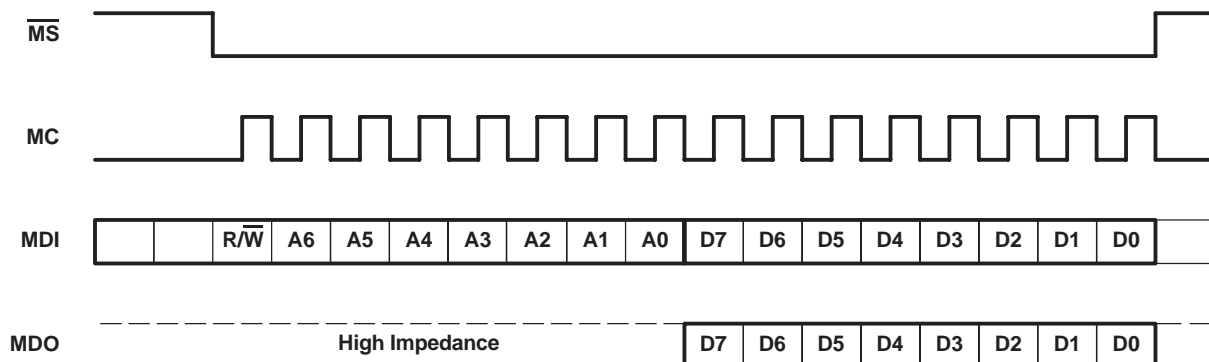 M̅S̅
MC
MDI R/W̅ A6 A5 A4 A3 A2 A1 A0 D7 D6 D5 D4 D3 D2 D1 D0
MDO High Impedance D7 D6 D5 D4 D3 D2 D1 D0